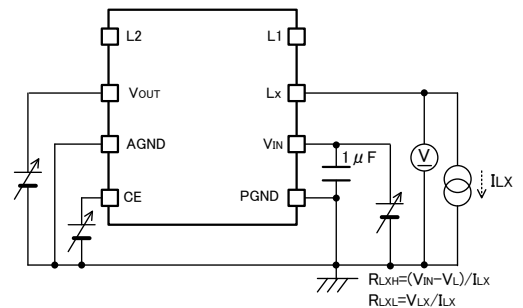 L2
L1
VOUT
Lx
AGND
VIN
1μF
CE
PGND
V
ILX
RLXH=(VIN-VL)/ILX
RLXL=VLX/ILX